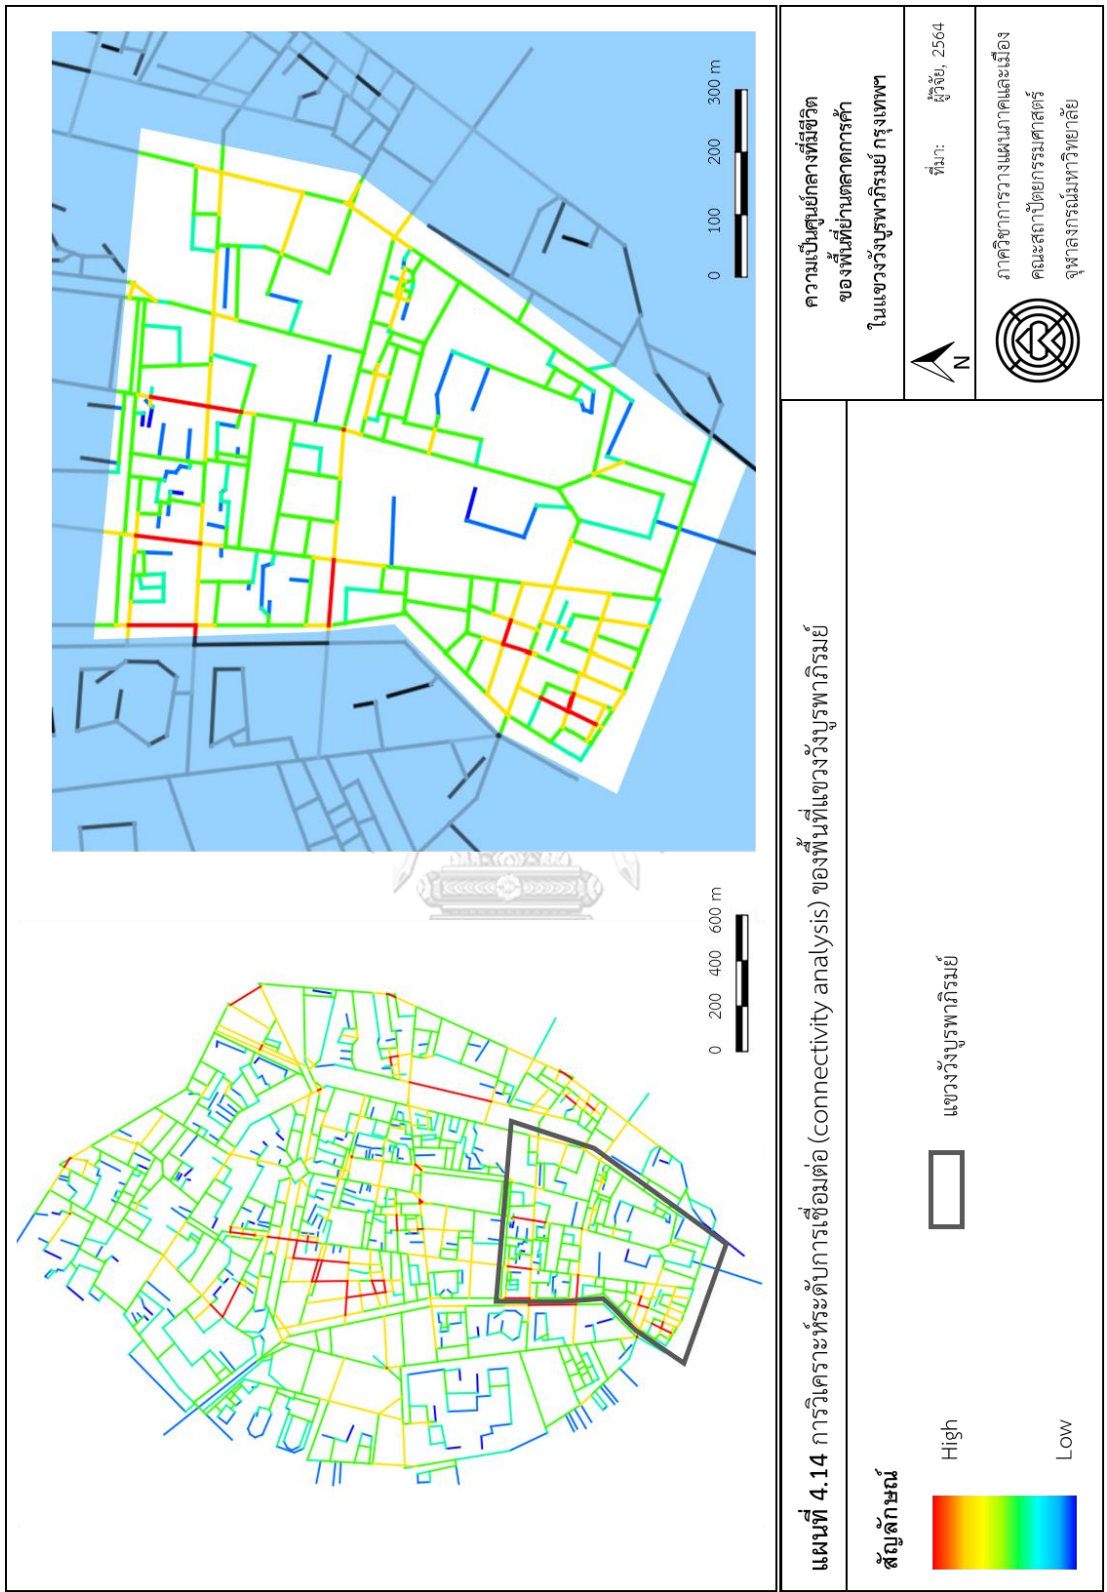 0 200 400 600 m
0 100 200 300 m
แผนที่ 4.14 การวิเคราะห์ระดับการเชื่อมต่อ (connectivity analysis) ของพื้นที่แขวงวังบูรพาภิรมย์
สัญลักษณ์
High
Low
แขวงวังบูรพาภิรมย์
ความเป็นศูนย์กลางที่มีชีวิต
ของพื้นที่ย่านตลาดการค้า
ในแขวงวังบูรพาภิรมย์ กรุงเทพฯ
N
ที่มา: ผู้วิจัย, 2564
ภาควิชาการวางแผนภาคและเมือง
คณะสถาปัตยกรรมศาสตร์
จุฬาลงกรณ์มหาวิทยาลัย